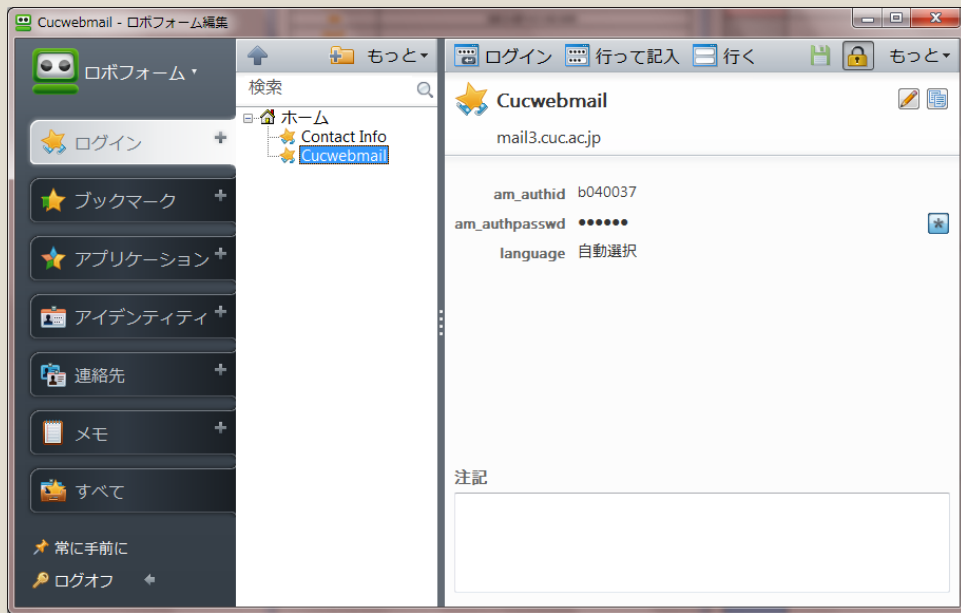 Cucwebmail - ロボフォーム編集
ロボフォーム
ログイン
ブックマーク
アプリケーション
アイデンティティ
連絡先
メモ
すべて
常に手前に
ログオフ
もっと
検索
ホーム
Contact Info
Cucwebmail
ログイン 行って記入 行く もっと
Cucwebmail
mail3.cuc.ac.jp
am_authid b040037
am_authpasswd ••••••
language 自動選択
注記